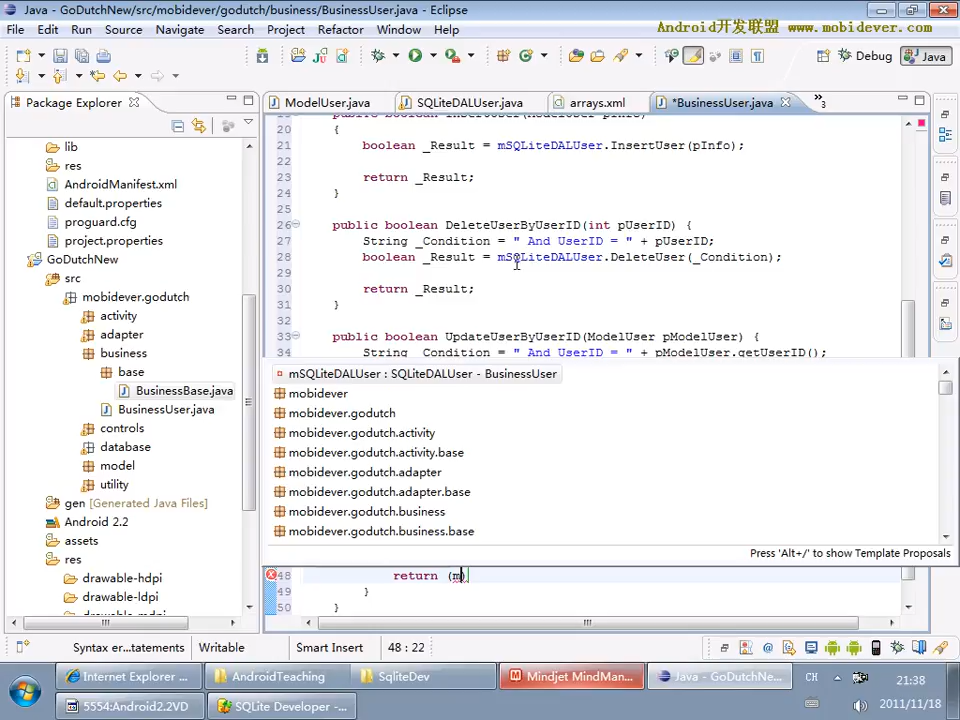 Java - GoDutchNew/src/mobidever/godutch/business/BusinessUser.java - Eclipse
File Edit Source Navigate Search Project Refactor Window Help
Android开发联盟 www.mobidever.com
Debug Java
Package Explorer
ModelUser.java SQLiteDALUser.java arrays.xml *BusinessUser.java »3
lib
res
AndroidManifest.xml
default.properties
proguard.cfg
project.properties
GoDutchNew
src
mobidever.godutch
activity
adapter
business
base
BusinessBase.java
BusinessUser.java
controls
database
model
utility
gen [Generated Java Files]
Android 2.2
assets
res
drawable-hdpi
drawable-ldpi
20 {
21 boolean _Result = mSQLiteDALUser.InsertUser(pInfo);
22
23 return _Result;
24 }
25
26 public boolean DeleteUserByUserID(int pUserID) {
27 String _Condition = " And UserID = " + pUserID;
28 boolean _Result = mSQLiteDALUser.DeleteUser(_Condition);
29
30 return _Result;
31 }
32
33 public boolean UpdateUserByUserID(ModelUser pModelUser) {
34 String _Condition = " And UserID = " + pModelUser.getUserID();
mSQLiteDALUser : SQLiteDALUser - BusinessUser
mobidever
mobidever.godutch
mobidever.godutch.activity
mobidever.godutch.activity.base
mobidever.godutch.adapter
mobidever.godutch.adapter.base
mobidever.godutch.business
mobidever.godutch.business.base
Press 'Alt+/' to show Template Proposals
48 return (m)
49 }
50 }
Syntax er...tatements Writable Smart Insert 48 : 22
Internet Explorer ... AndroidTeaching SqliteDev Mindjet MindMan... Java - GoDutchNe...
5554:Android2.2VD SQLite Developer - ...
CH 21:38
2011/11/18